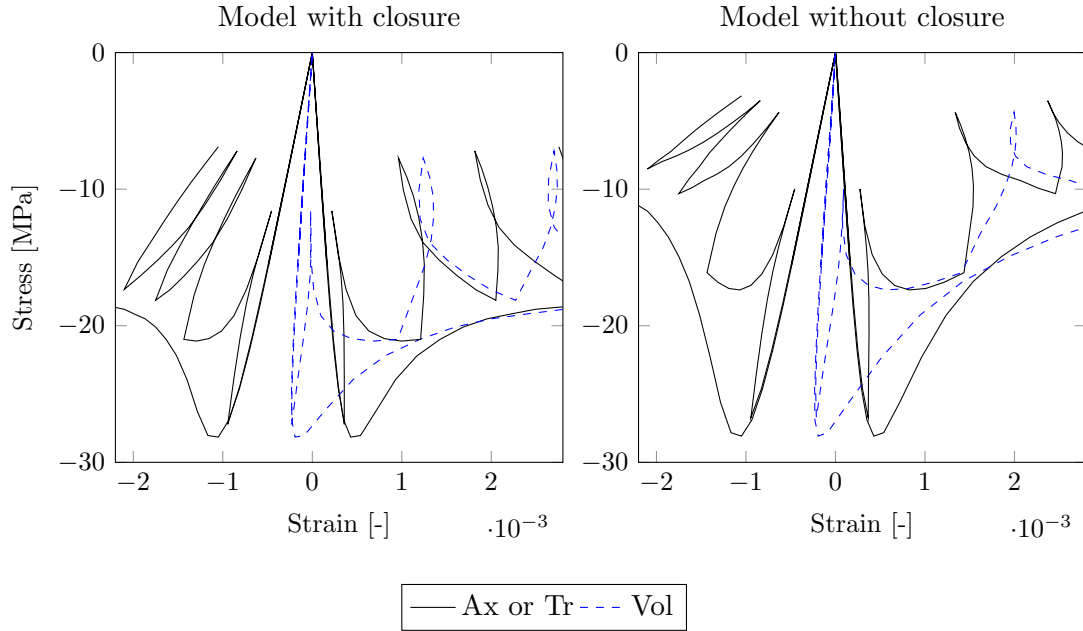 Model with closure
Model without closure
0
−10
−20
−30
Stress [MPa]
−2 −1 0 1 2
Strain [-]
·10−3
0
−10
−20
−30
−2 −1 0 1 2
Strain [-]
·10−3
Ax or Tr Vol